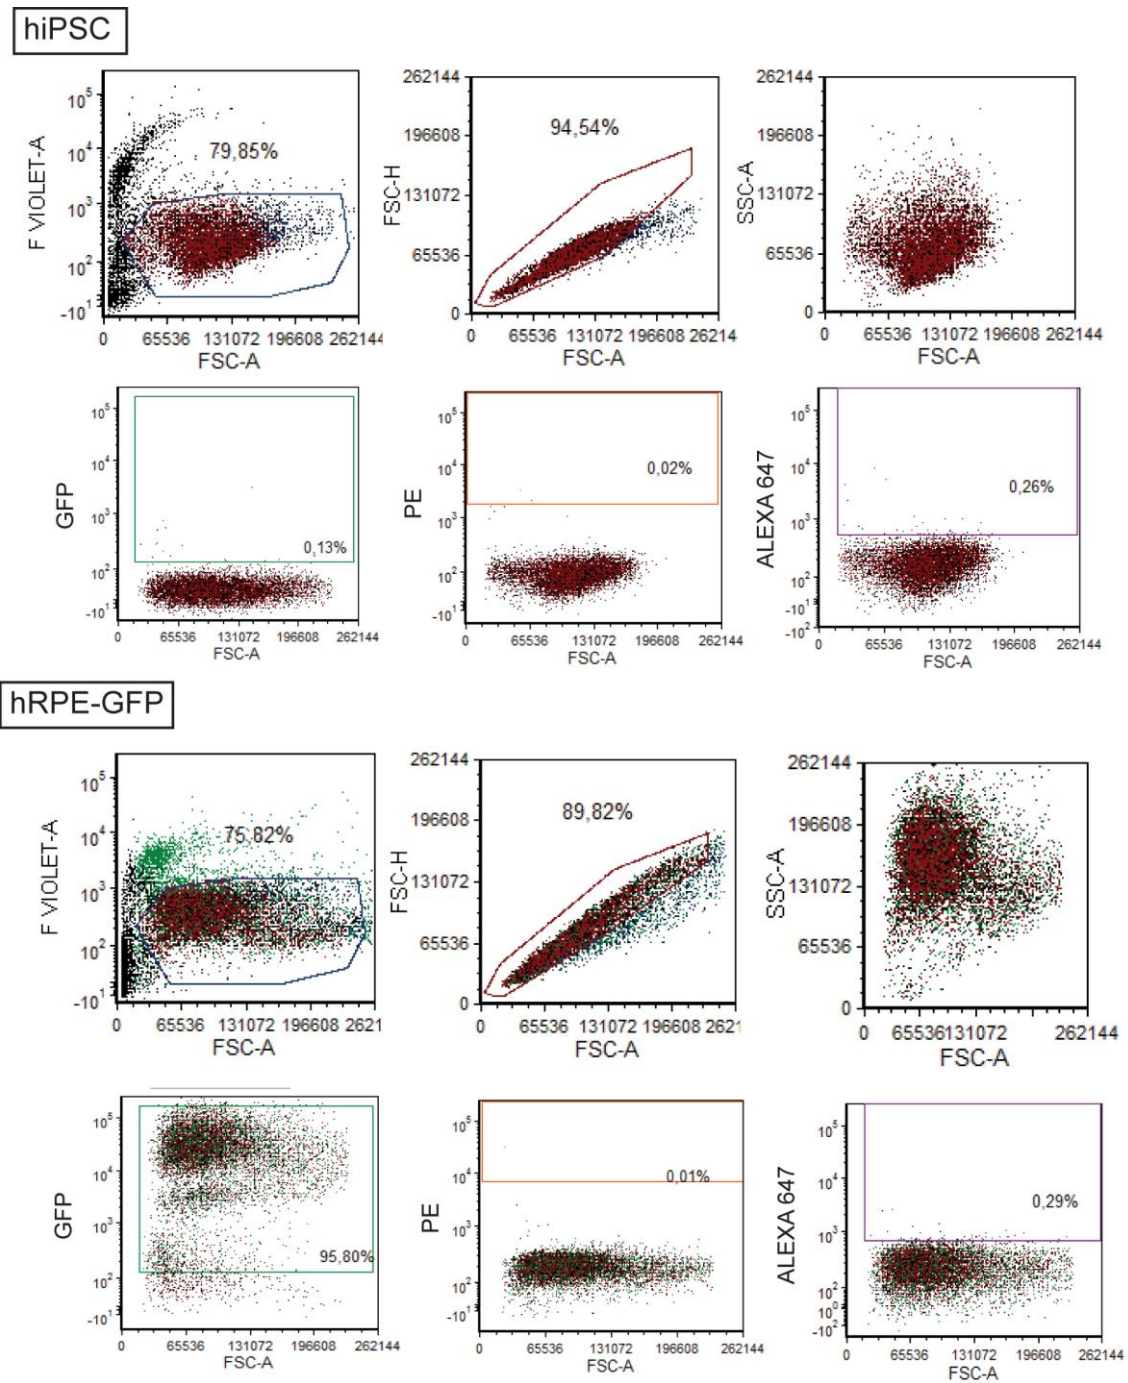 hiPSC
F VIOLET-A
10^5
10^4
10^3
10^2
-10^1
79,85%
0 65536 131072 196608 262144
FSC-A
FSC-H
262144
196608
131072
65536
0
94,54%
0 65536 131072 196608 26214
FSC-A
SSC-A
262144
196608
131072
65536
0
0 65536 131072 196608 262144
FSC-A
GFP
10^5
10^4
10^3
10^2
-10^1
0,13%
0 65536 131072 196608 262144
FSC-A
PE
10^5
10^4
10^3
10^2
-10^1
0,02%
0 65536 131072 196608 262144
FSC-A
ALEXA 647
10^5
10^4
10^3
10^2
-10^1
-10^2
0,26%
0 65536 131072 196608 262144
FSC-A
hRPE-GFP
F VIOLET-A
10^5
10^4
10^3
10^2
-10^1
75,82%
0 65536 131072 196608 2621
FSC-A
FSC-H
262144
196608
131072
65536
0
89,82%
0 65536 131072 196608 2621
FSC-A
SSC-A
262144
196608
131072
65536
0
0 65536131072 262144
FSC-A
GFP
10^5
10^4
10^3
10^2
-10^1
95,80%
0 65536 131072 196608 262144
FSC-A
PE
10^5
10^4
10^3
10^2
-10^1
0,01%
0 65536 131072 196608 262144
FSC-A
ALEXA 647
10^5
10^4
10^3
10^2
10^0
-10^2
0,29%
0 65536 131072 196608 262144
FSC-A